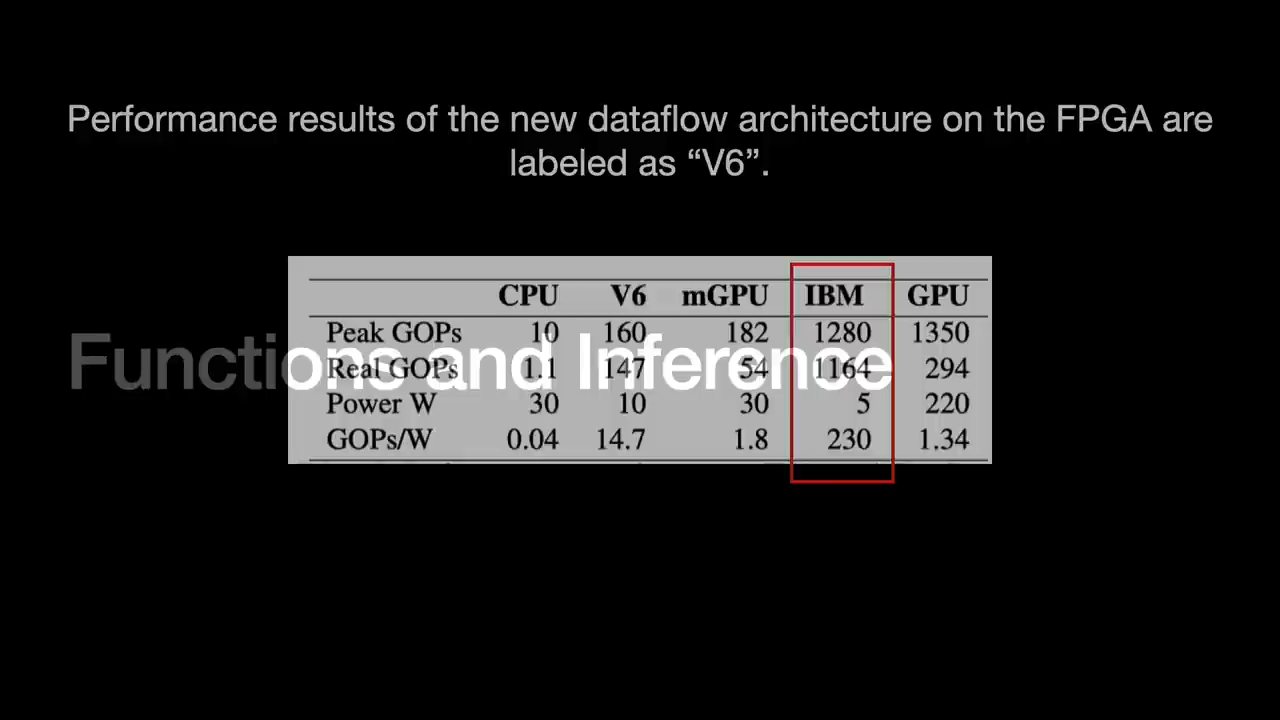 Performance results of the new dataflow architecture on the FPGA are
labeled as “V6”.
CPU V6 mGPU IBM GPU
Peak GOPs 10 160 182 1280 1350
Functions and Inference
Real GOPs 1.1 147 54 1164 294
Power W 30 10 30 5 220
GOPs/W 0.04 14.7 1.8 230 1.34